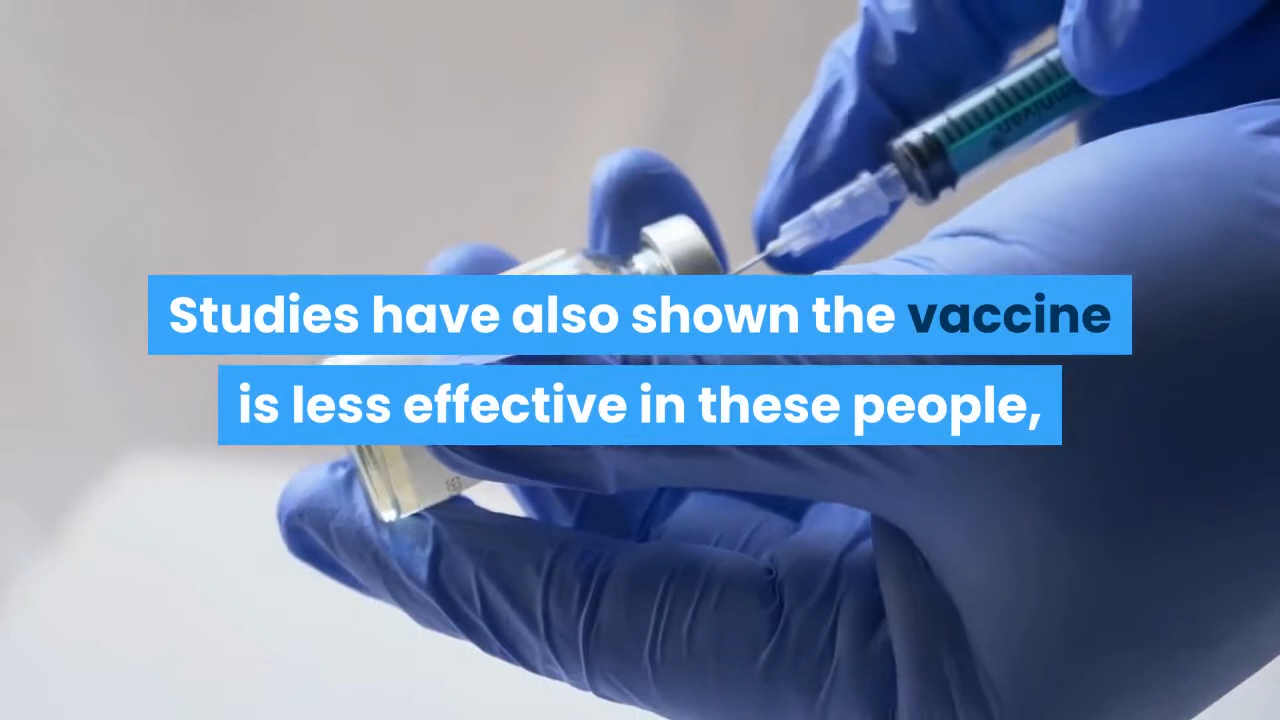 Studies have also shown the vaccine
is less effective in these people,